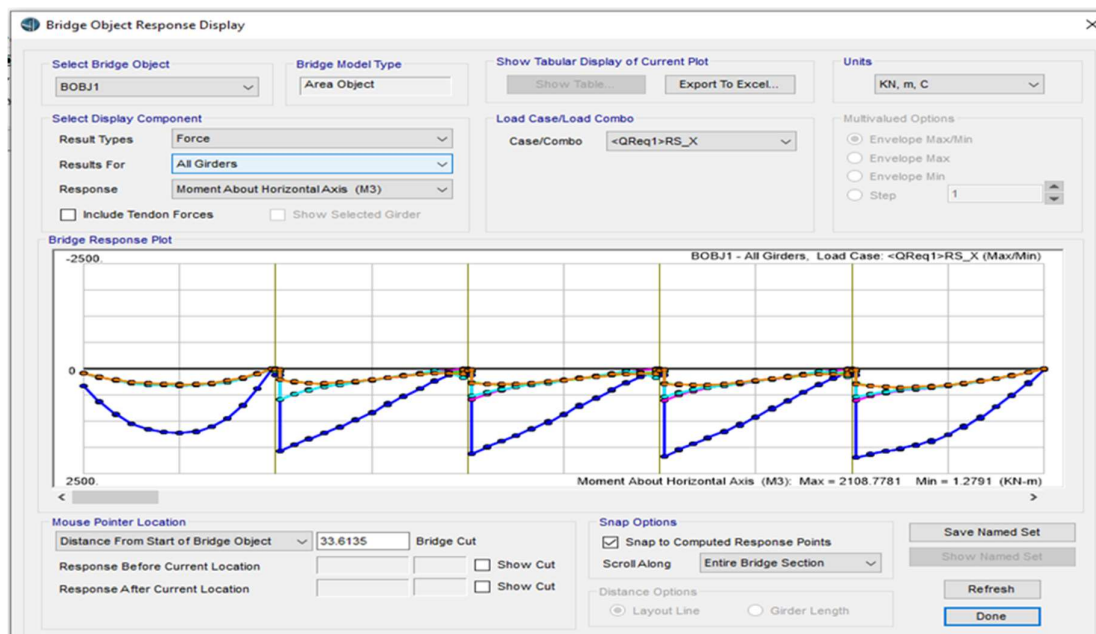 Bridge Object Response Display
Select Bridge Object
BOBJ1
Bridge Model Type
Area Object
Show Tabular Display of Current Plot
Show Table...
Export To Excel...
Units
KN, m, C
Select Display Component
Result Types
Force
Results For
All Girders
Response
Moment About Horizontal Axis (M3)
Include Tendon Forces
Show Selected Girder
Load Case/Load Combo
Case/Combo
<QReq1>RS_X
Multivalued Options
Envelope Max/Min
Envelope Max
Envelope Min
Step
1
Bridge Response Plot
-2500.
BOBJ1 - All Girders, Load Case: <QReq1>RS_X (Max/Min)
0
2500.
Moment About Horizontal Axis (M3): Max = 2108.7781 Min = 1.2791 (KN-m)
Mouse Pointer Location
Distance From Start of Bridge Object
33.6135
Bridge Cut
Response Before Current Location
Show Cut
Response After Current Location
Show Cut
Snap Options
Snap to Computed Response Points
Scroll Along
Entire Bridge Section
Distance Options
Layout Line
Girder Length
Save Named Set
Show Named Set
Refresh
Done